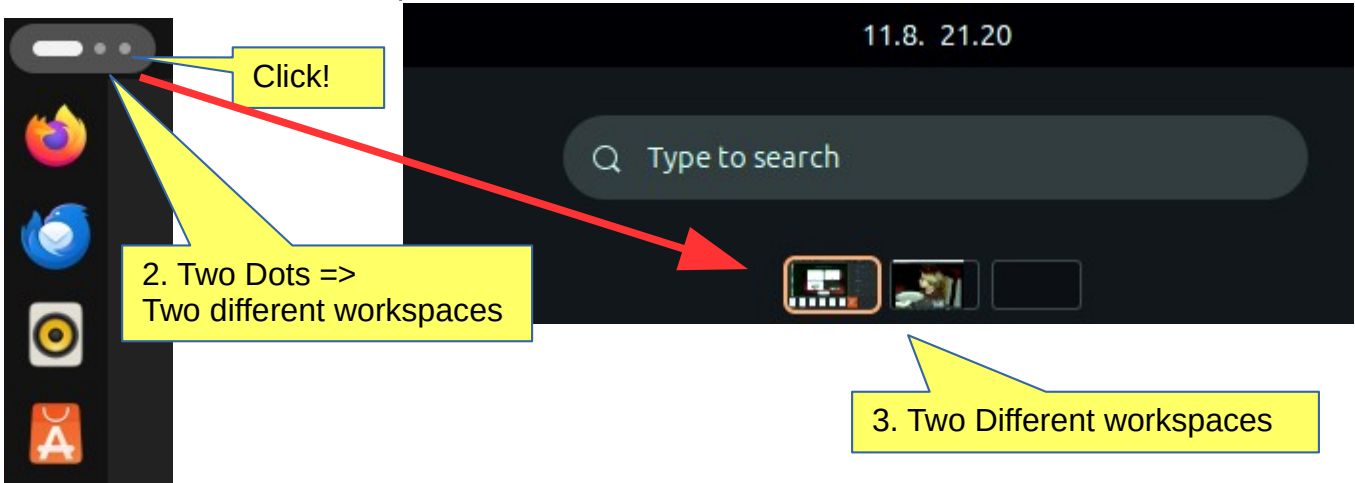 11.8. 21.20
Click!
Type to search
2. Two Dots =>
Two different workspaces
3. Two Different workspaces